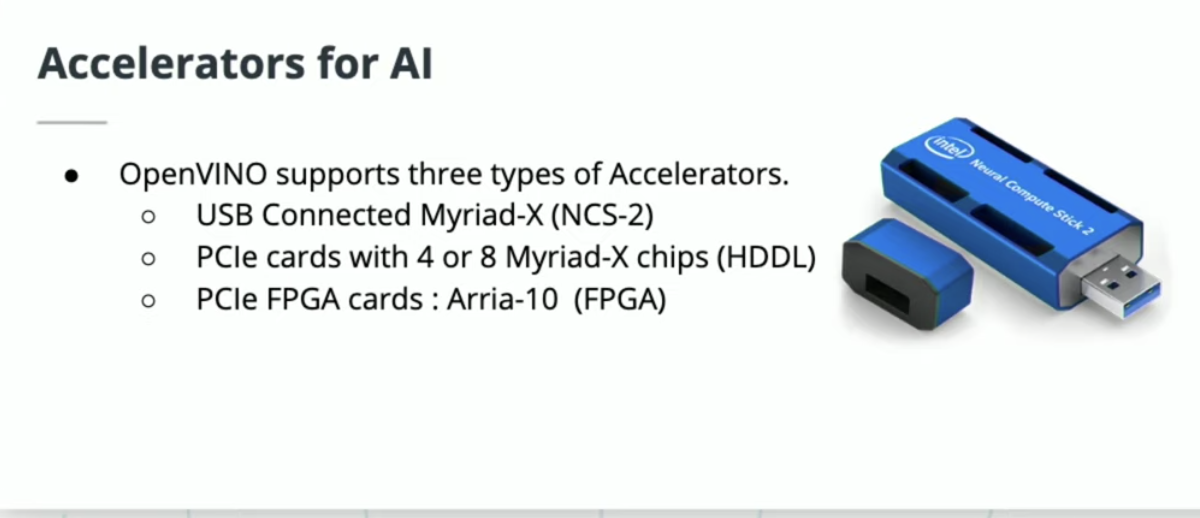 Accelerators for AI
● OpenVINO supports three types of Accelerators.
○ USB Connected Myriad-X (NCS-2)
○ PCIe cards with 4 or 8 Myriad-X chips (HDDL)
○ PCIe FPGA cards : Arria-10 (FPGA)
intel Neural Compute Stick 2